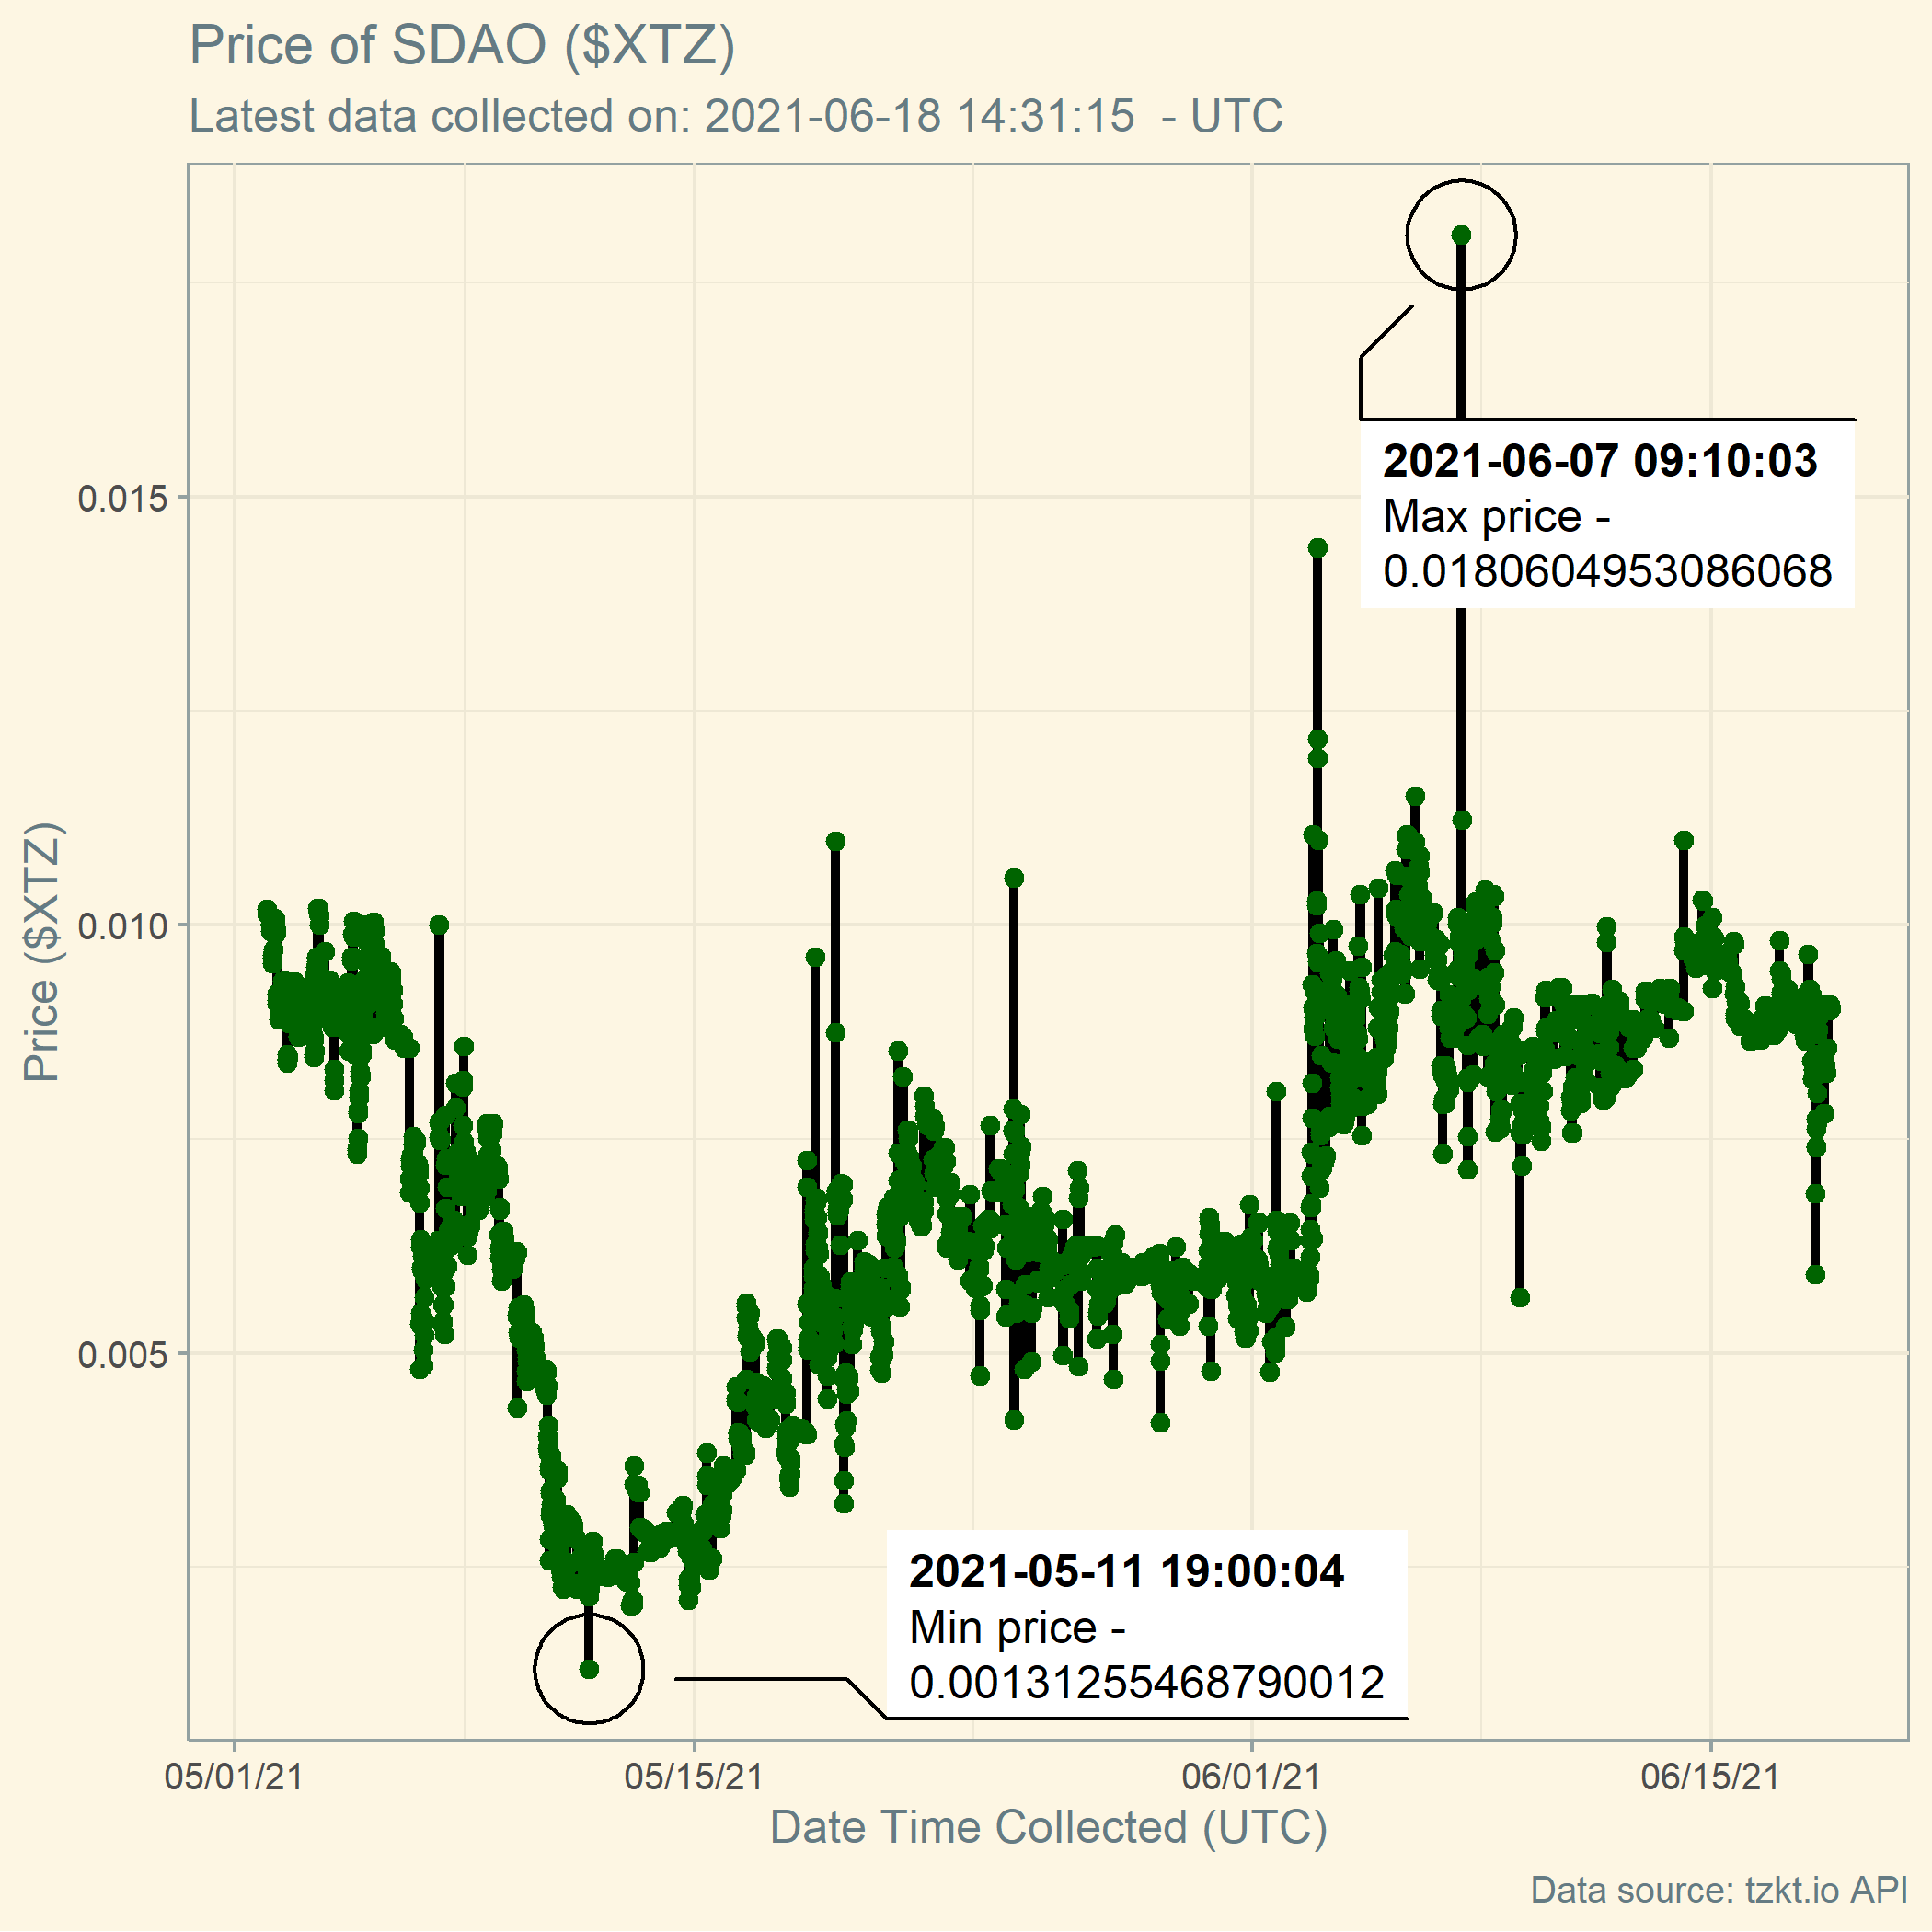 Price of SDAO ($XTZ)
Latest data collected on: 2021-06-18 14:31:15  - UTC
2021-06-07 09:10:03
Max price -
0.0180604953086068
0.015
0.010
Price ($XTZ)
0.005
2021-05-11 19:00:04
Min price -
0.00131255468790012
05/01/21
05/15/21
06/01/21
06/15/21
Date Time Collected (UTC)
Data source: tzkt.io API